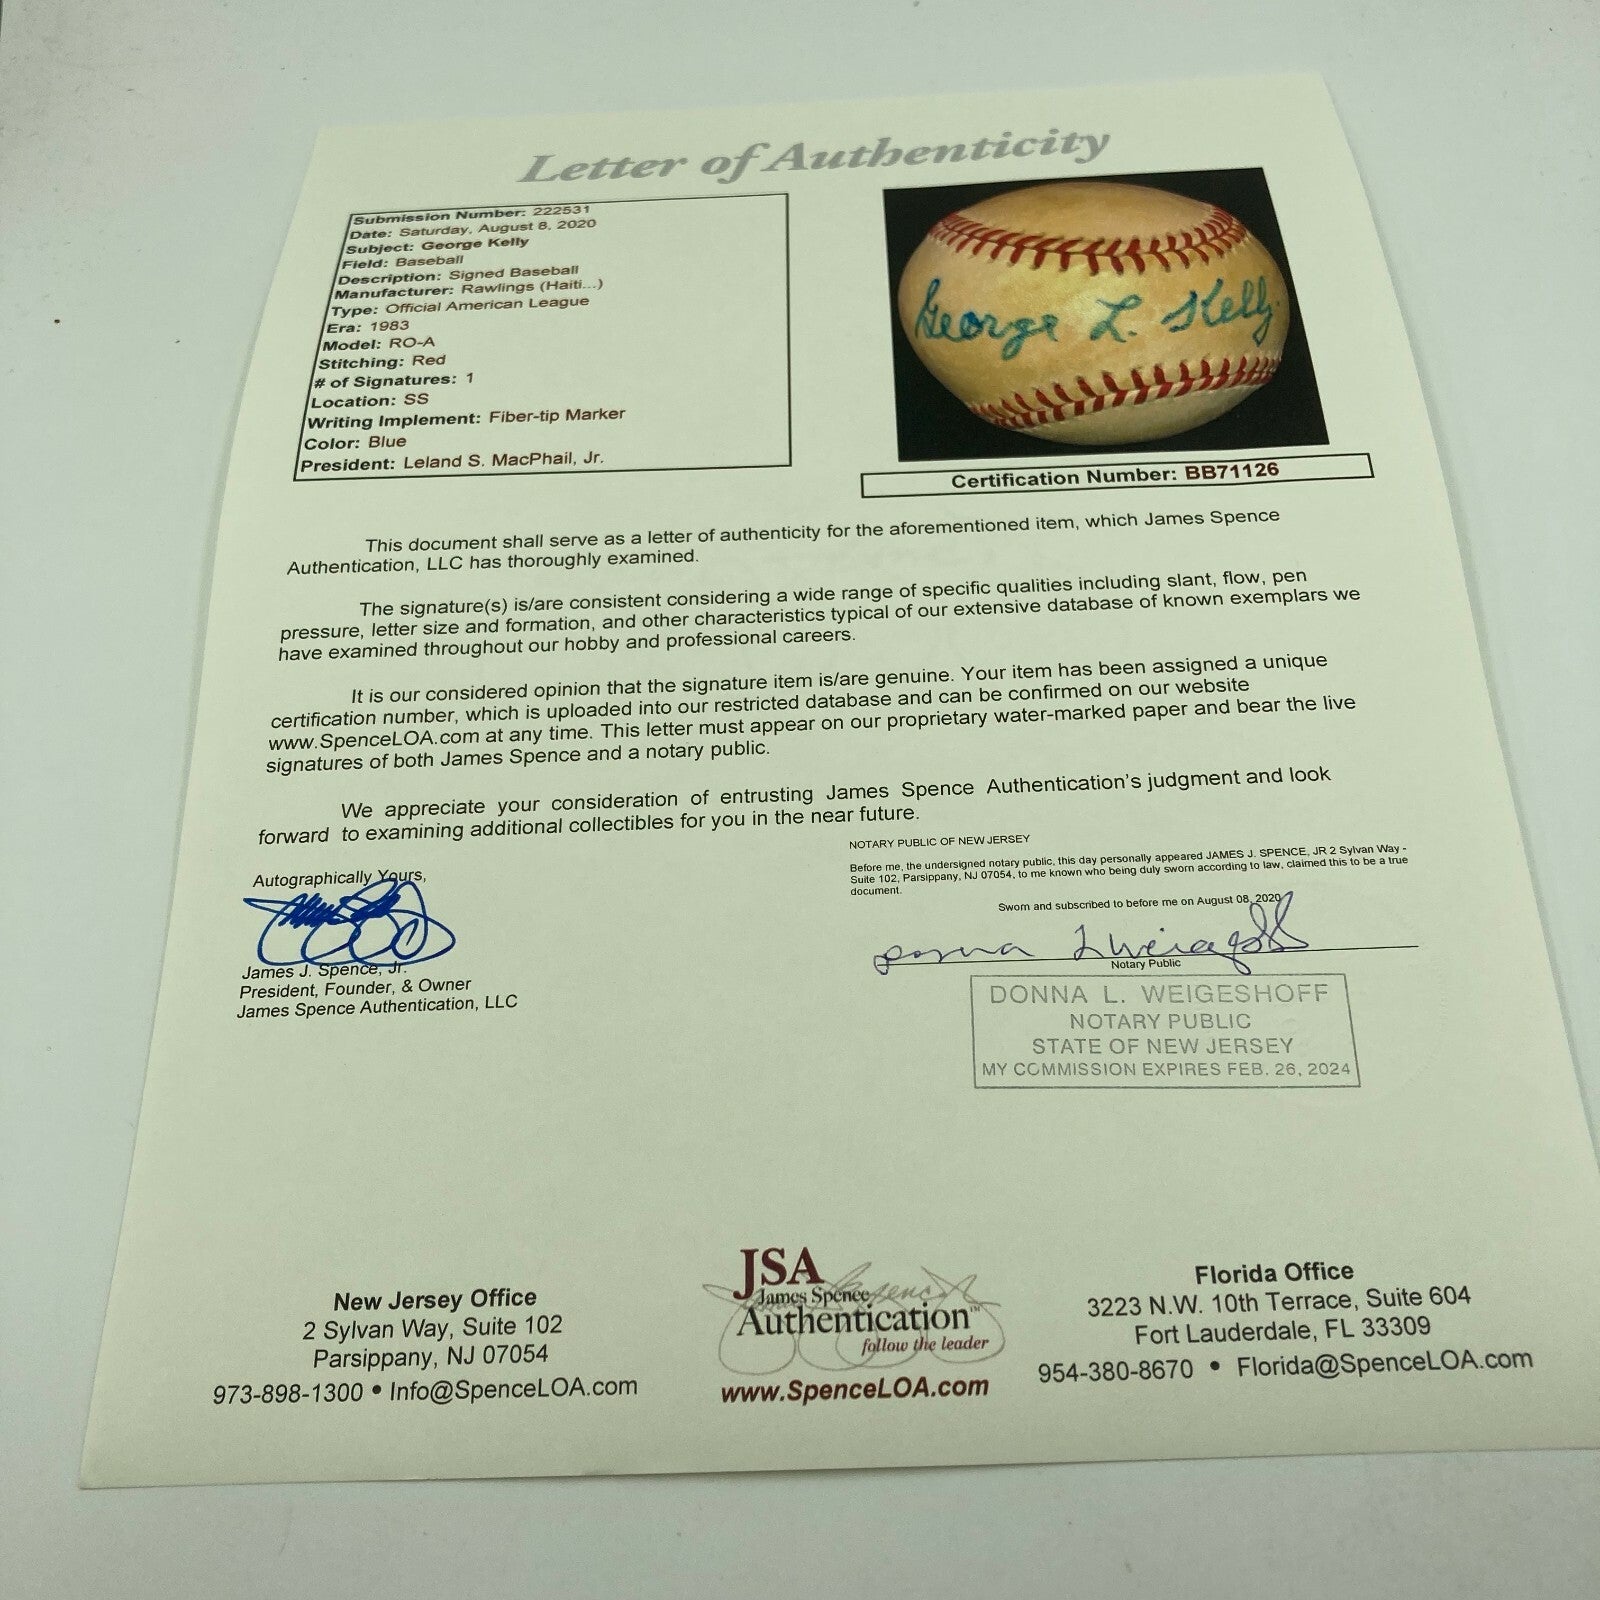 Letter of Authenticity
Submission Number: 222531
Date: Saturday, August 8, 2020
Subject: George Kelly
Field: Baseball
Description: Signed Baseball
Manufacturer: Rawlings (Haiti...)
Type: Official American League
Era: 1983
Model: RO-A
Stitching: Red
# of Signatures: 1
Location: SS
Writing Implement: Fiber-tip Marker
Color: Blue
President: Leland S. MacPhail, Jr.
George L. Kelly
Certification Number: BB71126
This document shall serve as a letter of authenticity for the aforementioned item, which James Spence
Authentication, LLC has thoroughly examined.
The signature(s) is/are consistent considering a wide range of specific qualities including slant, flow, pen
pressure, letter size and formation, and other characteristics typical of our extensive database of known exemplars we
have examined throughout our hobby and professional careers.
It is our considered opinion that the signature item is/are genuine. Your item has been assigned a unique
certification number, which is uploaded into our restricted database and can be confirmed on our website
www.SpenceLOA.com at any time. This letter must appear on our proprietary water-marked paper and bear the live
signatures of both James Spence and a notary public.
We appreciate your consideration of entrusting James Spence Authentication's judgment and look
forward to examining additional collectibles for you in the near future.
Autographically Yours,
James J. Spence, Jr.
President, Founder, & Owner
James Spence Authentication, LLC
NOTARY PUBLIC OF NEW JERSEY
Before me, the undersigned notary public, this day personally appeared JAMES J. SPENCE, JR 2 Sylvan Way -
Suite 102, Parsippany, NJ 07054, to me known who being duly sworn according to law, claimed this to be a true
document.
Sworn and subscribed to before me on August 08, 2020
Donna L Weigeshoff
Notary Public
DONNA L. WEIGESHOFF
NOTARY PUBLIC
STATE OF NEW JERSEY
MY COMMISSION EXPIRES FEB. 26, 2024
New Jersey Office
2 Sylvan Way, Suite 102
Parsippany, NJ 07054
973-898-1300 • Info@SpenceLOA.com
JSA
James Spence
Authentication™
follow the leader
www.SpenceLOA.com
Florida Office
3223 N.W. 10th Terrace, Suite 604
Fort Lauderdale, FL 33309
954-380-8670 • Florida@SpenceLOA.com